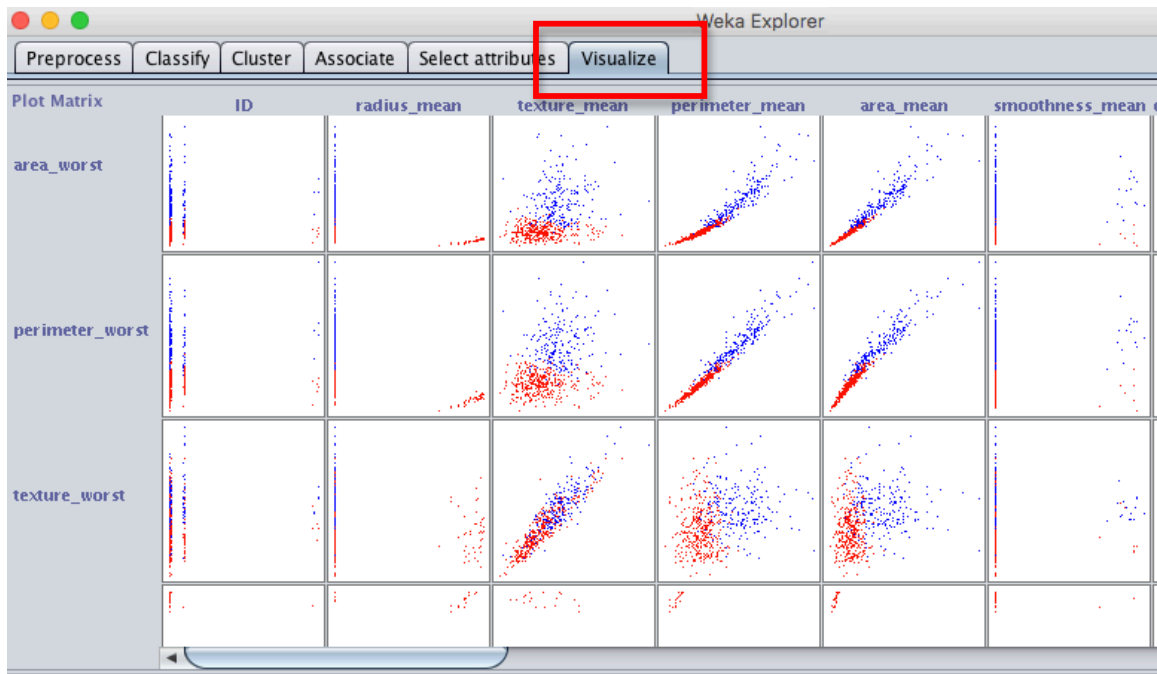 Weka Explorer
Preprocess Classify Cluster Associate Select attributes Visualize
Plot Matrix ID radius_mean texture_mean perimeter_mean area_mean smoothness_mean
area_worst
perimeter_worst
texture_worst